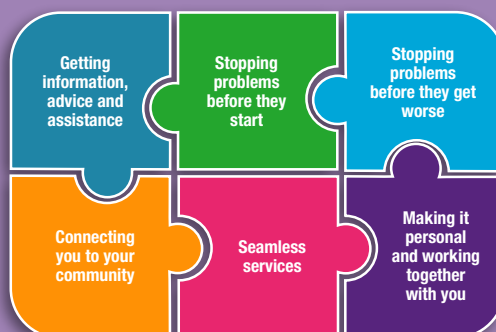 Getting
information,
advice and
assistance
Stopping
problems
before they
start
Stopping
problems
before they get
worse
Connecting
you to your
community
Seamless
services
Making it
personal
and working
together
with you